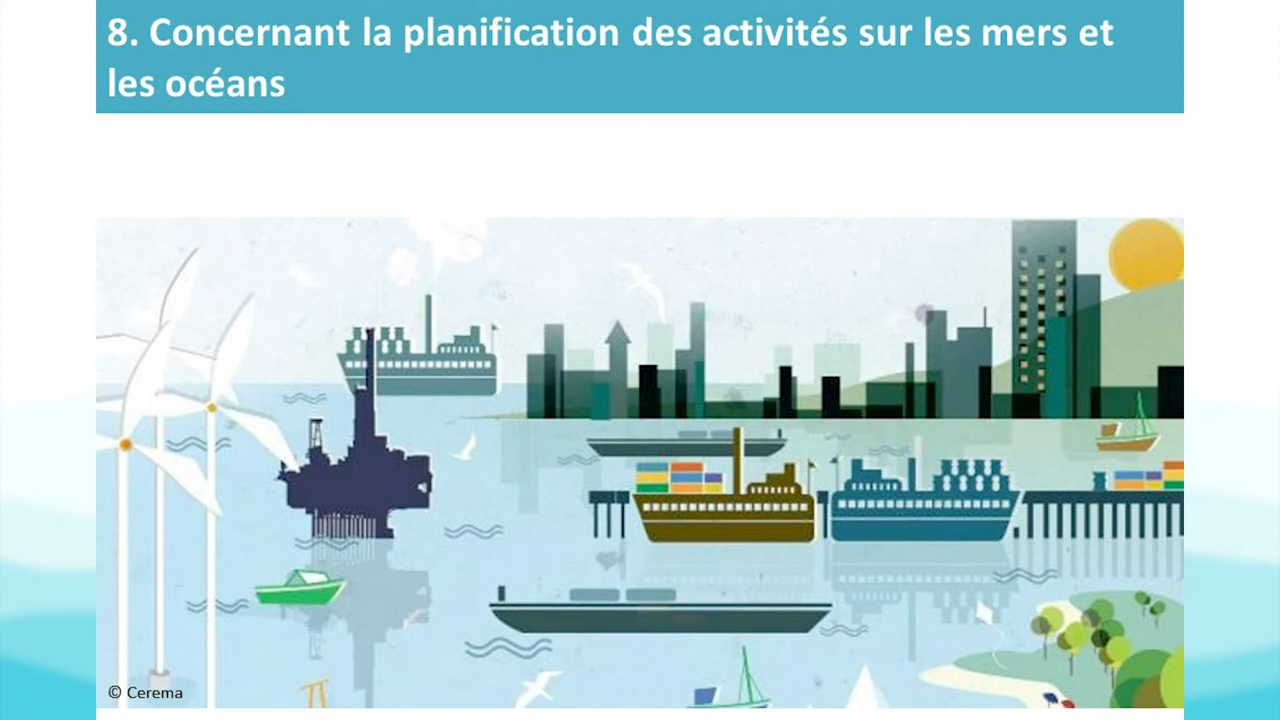 8. Concernant la planification des activités sur les mers et
les océans
© Cerema